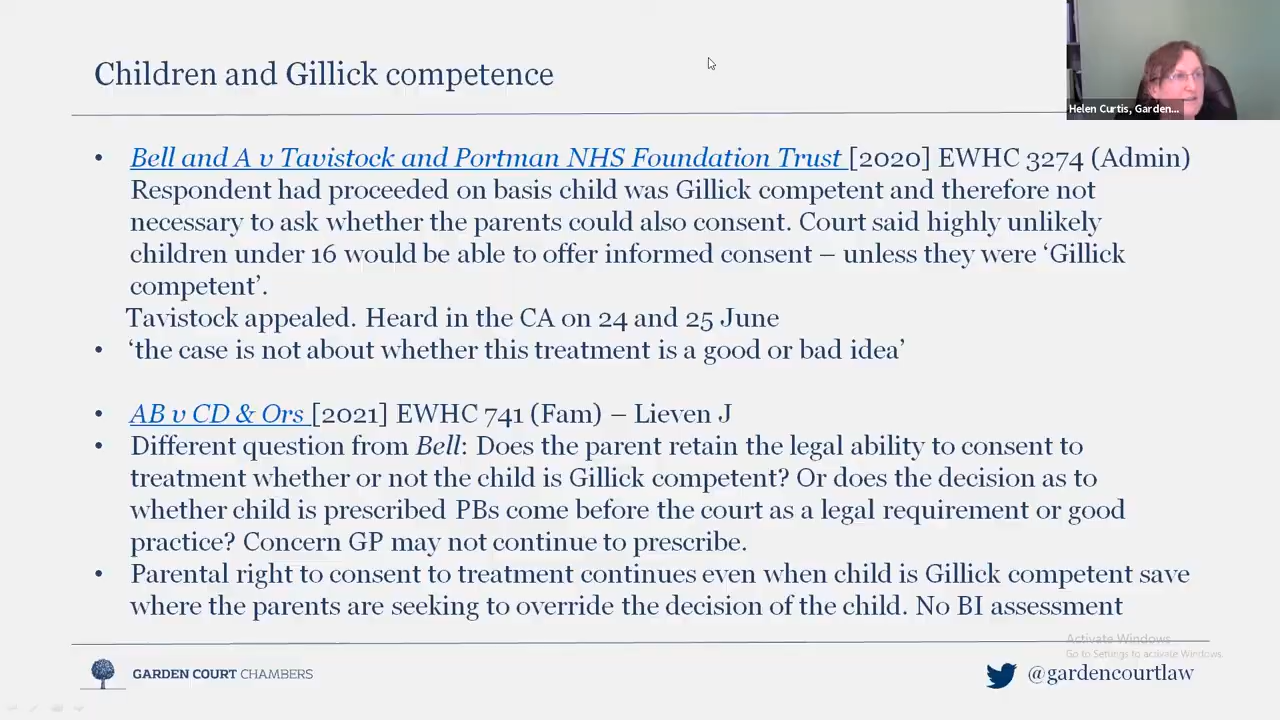 Children and Gillick competence
Helen Curtis, Garden...
• Bell and A v Tavistock and Portman NHS Foundation Trust [2020] EWHC 3274 (Admin)
Respondent had proceeded on basis child was Gillick competent and therefore not
necessary to ask whether the parents could also consent. Court said highly unlikely
children under 16 would be able to offer informed consent – unless they were ‘Gillick
competent’.
Tavistock appealed. Heard in the CA on 24 and 25 June
• ‘the case is not about whether this treatment is a good or bad idea’
• AB v CD & Ors [2021] EWHC 741 (Fam) – Lieven J
• Different question from Bell: Does the parent retain the legal ability to consent to
treatment whether or not the child is Gillick competent? Or does the decision as to
whether child is prescribed PBs come before the court as a legal requirement or good
practice? Concern GP may not continue to prescribe.
• Parental right to consent to treatment continues even when child is Gillick competent save
where the parents are seeking to override the decision of the child. No BI assessment
Activate Windows
Go to Settings to activate Windows.
GARDEN COURT CHAMBERS
@gardencourtlaw